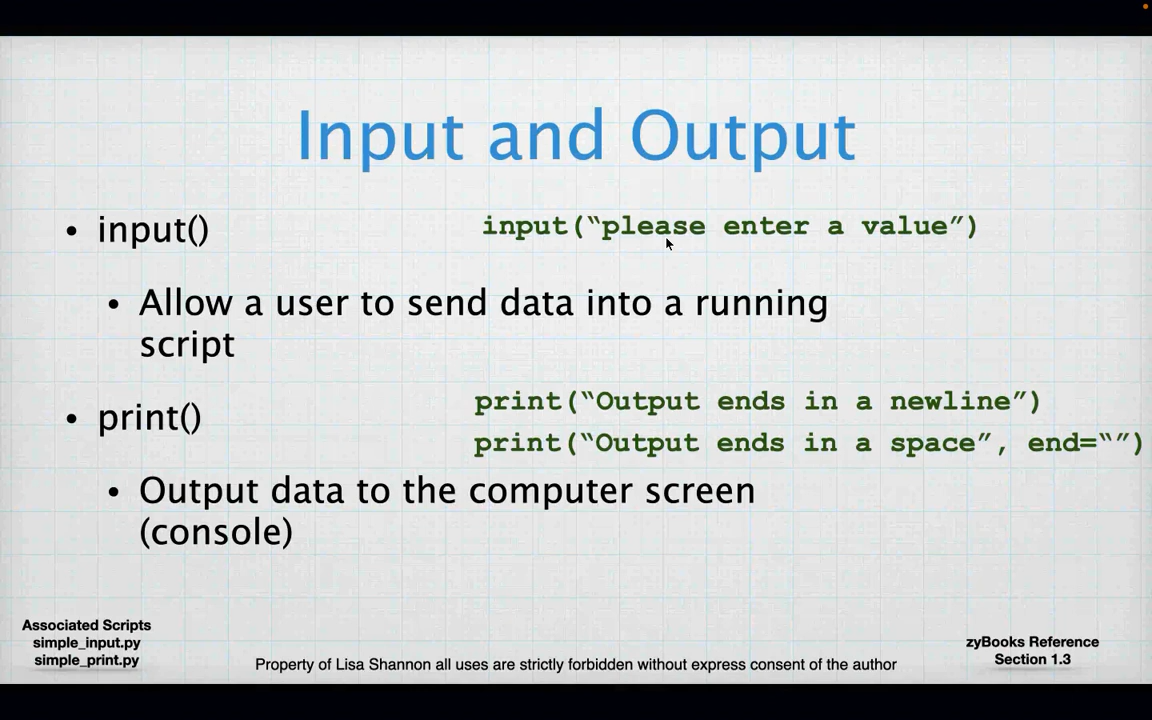 Input and Output
• input()
input(“please enter a value”)
• Allow a user to send data into a running
script
• print()
print(“Output ends in a newline”)
print(“Output ends in a space”, end=“”)
• Output data to the computer screen
(console)
Associated Scripts
simple_input.py
simple_print.py
Property of Lisa Shannon all uses are strictly forbidden without express consent of the author
zyBooks Reference
Section 1.3